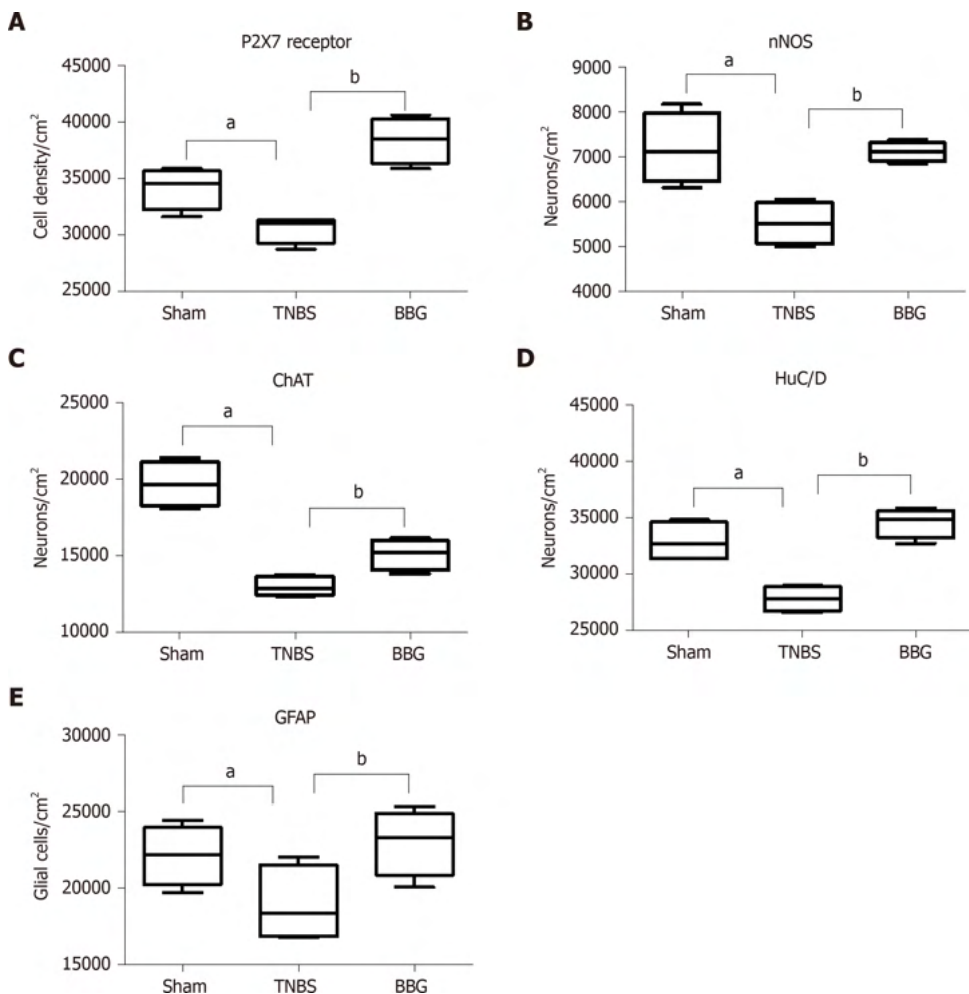 A
P2X7 receptor
45000
40000
35000
30000
25000
Cell density/cm²
a
b
Sham TNBS BBG
B
nNOS
9000
8000
7000
6000
5000
4000
Neurons/cm²
a
b
Sham TNBS BBG
C
ChAT
25000
20000
15000
10000
Neurons/cm²
a
b
Sham TNBS BBG
D
HuC/D
45000
40000
35000
30000
25000
Neurons/cm²
a
b
Sham TNBS BBG
E
GFAP
30000
25000
20000
15000
Glial cells/cm²
a
b
Sham TNBS BBG